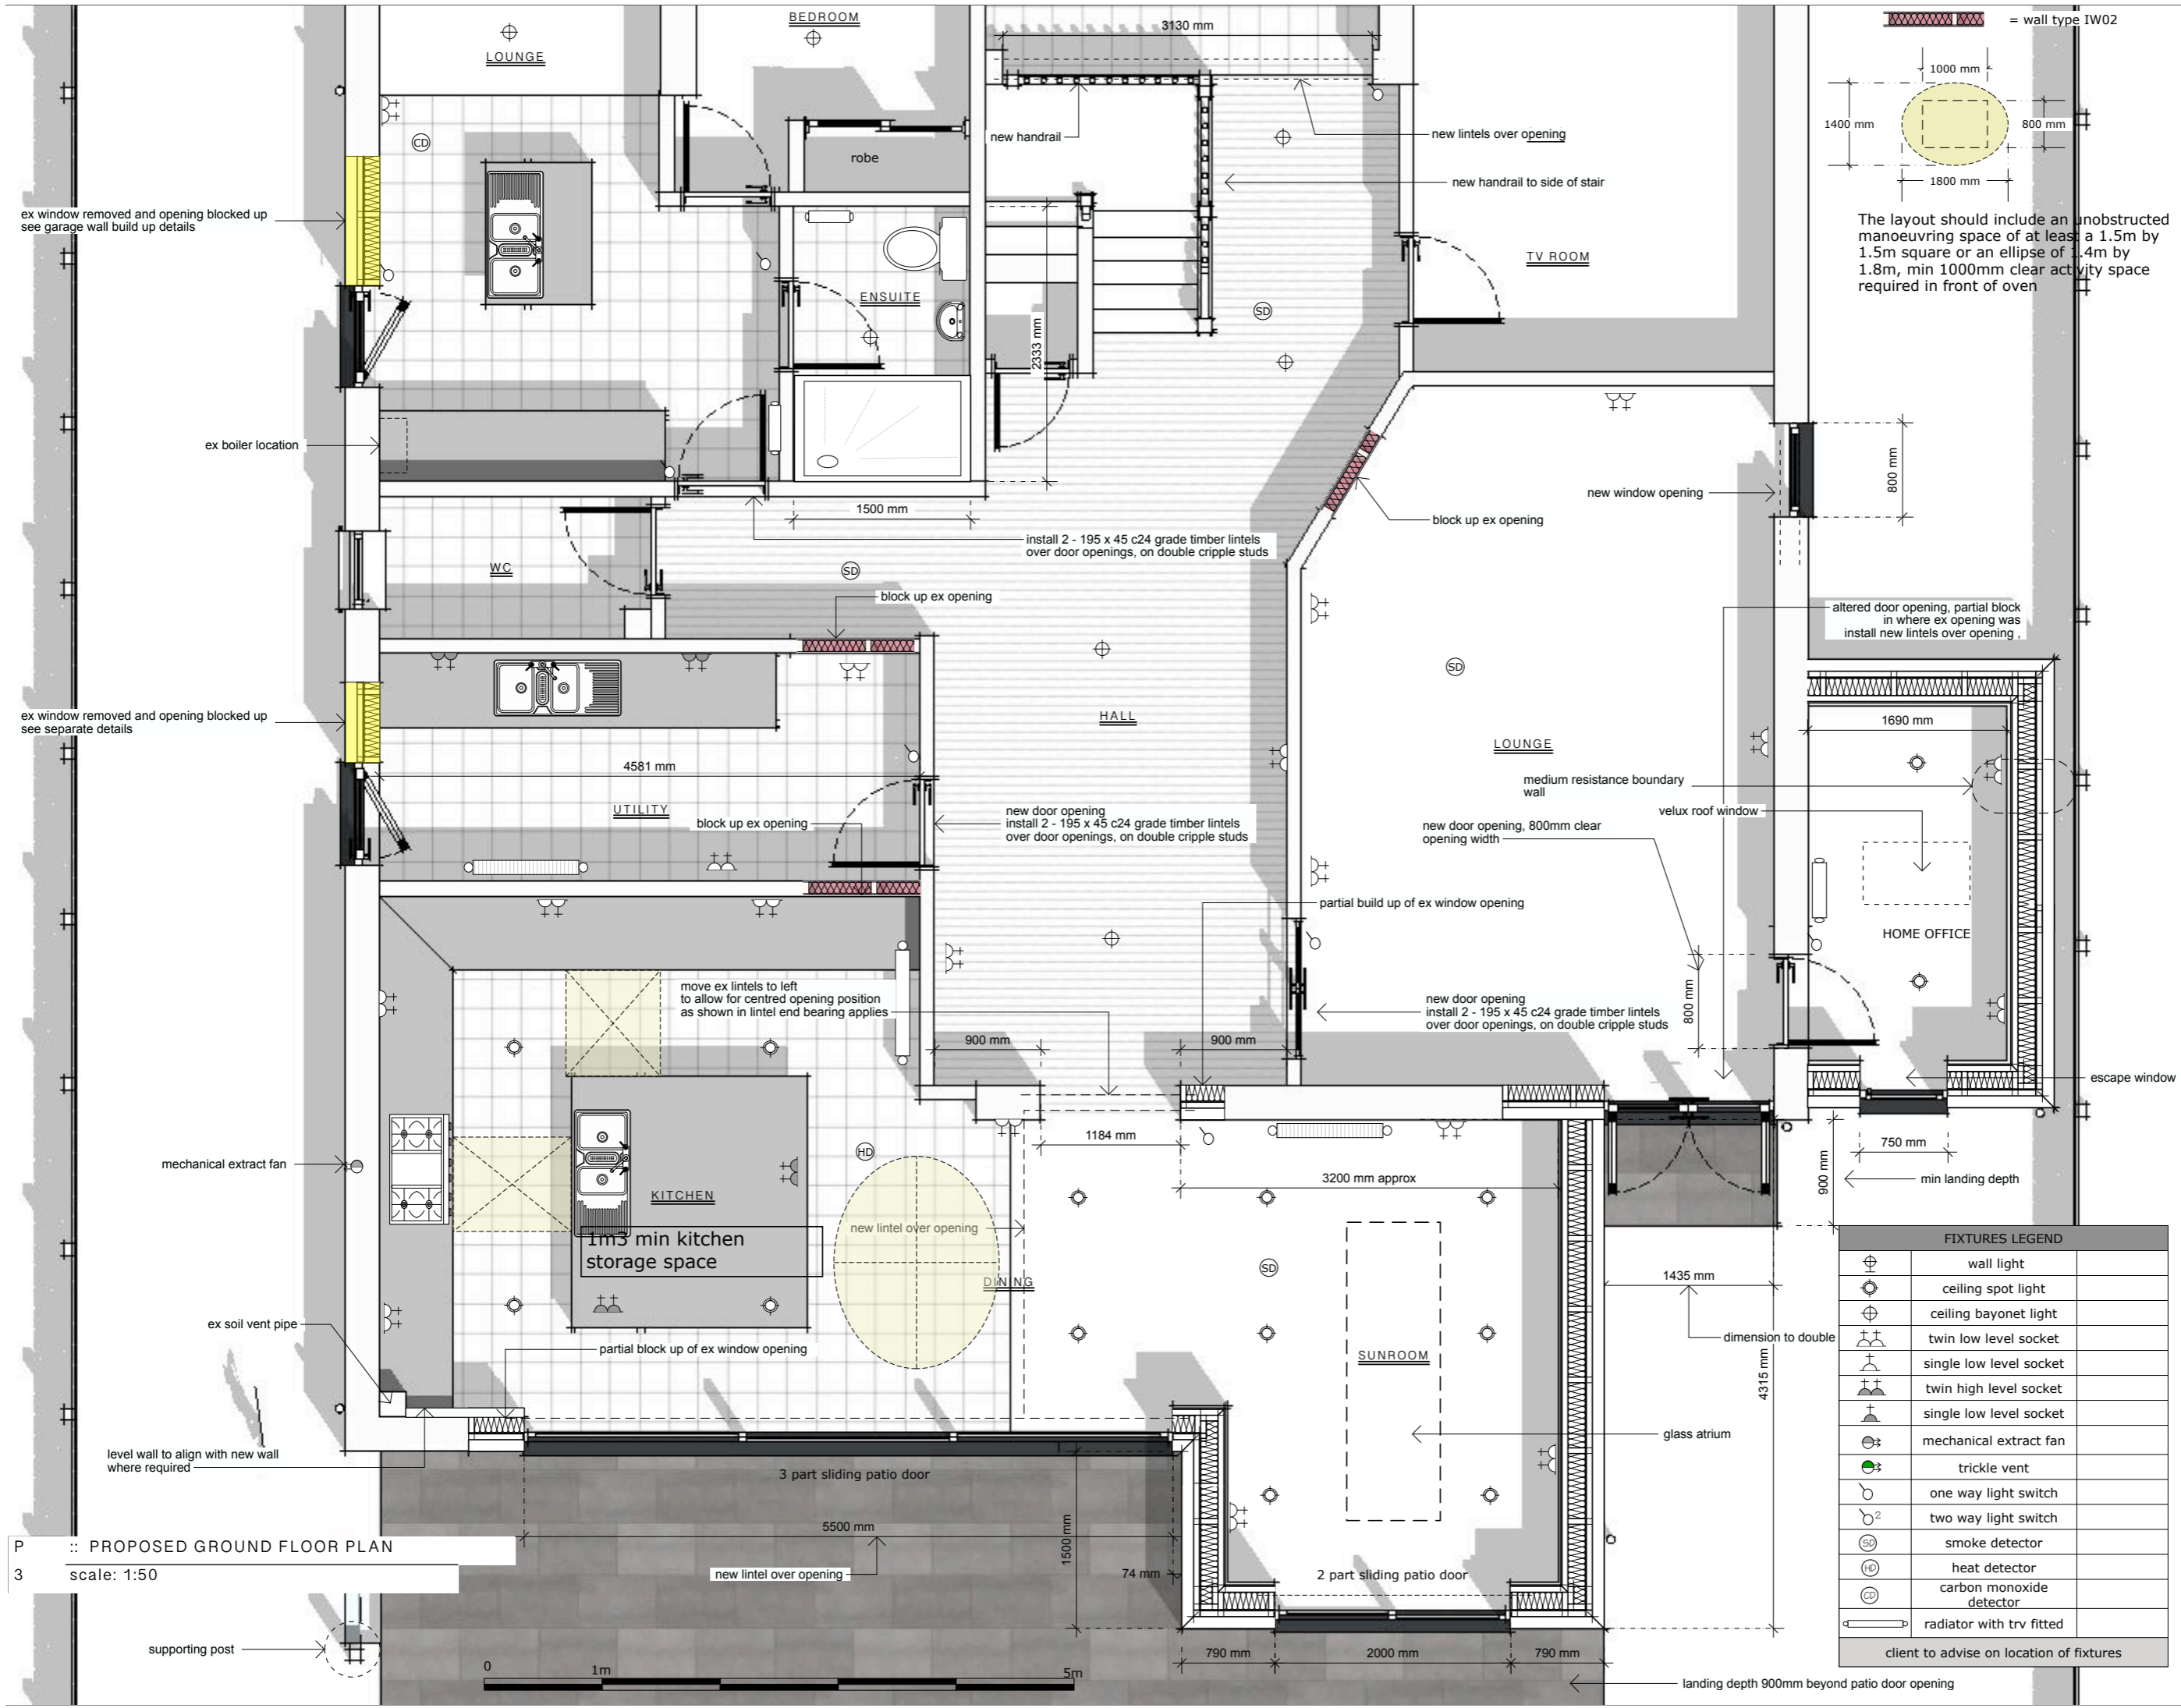 BEDROOM
LOUNGE
3130 mm
= wall type IW02
1000 mm
1400 mm
800 mm
1800 mm
The layout should include an unobstructed
manoeuvring space of at least a 1.5m by
1.5m square or an ellipse of 1.4m by
1.8m, min 1000mm clear activity space
required in front of oven
CD
robe
new handrail
new lintels over opening
new handrail to side of stair
ex window removed and opening blocked up
see garage wall build up details
ENSUITE
TV ROOM
SD
2333 mm
ex boiler location
800 mm
new window opening
1500 mm
block up ex opening
install 2 - 195 x 45 c24 grade timber lintels
over door openings, on double cripple studs
WC
SD
block up ex opening
altered door opening, partial block
in where ex opening was
install new lintels over opening ,
SD
ex window removed and opening blocked up
see separate details
HALL
LOUNGE
1690 mm
4581 mm
medium resistance boundary
wall
velux roof window
UTILITY
block up ex opening
new door opening
install 2 - 195 x 45 c24 grade timber lintels
over door openings, on double cripple studs
new door opening, 800mm clear
opening width
partial build up of ex window opening
HOME OFFICE
move ex lintels to left
to allow for centred opening position
as shown in lintel end bearing applies
new door opening
install 2 - 195 x 45 c24 grade timber lintels
over door openings, on double cripple studs
800 mm
900 mm
900 mm
escape window
1184 mm
750 mm
HD
mechanical extract fan
3200 mm approx
900 mm
min landing depth
KITCHEN
1m3 min kitchen
storage space
new lintel over opening
DINING
SD
1435 mm
ex soil vent pipe
partial block up of ex window opening
SUNROOM
dimension to double
4315 mm
glass atrium
level wall to align with new wall
where required
3 part sliding patio door
5500 mm
1500 mm
new lintel over opening
74 mm
2 part sliding patio door
P :: PROPOSED GROUND FLOOR PLAN
3 scale: 1:50
supporting post
790 mm
2000 mm
790 mm
0 1m 5m
landing depth 900mm beyond patio door opening
FIXTURES LEGEND
wall light
ceiling spot light
ceiling bayonet light
twin low level socket
single low level socket
twin high level socket
single low level socket
mechanical extract fan
trickle vent
one way light switch
2 two way light switch
SD smoke detector
HD heat detector
CD carbon monoxide
detector
radiator with trv fitted
client to advise on location of fixtures